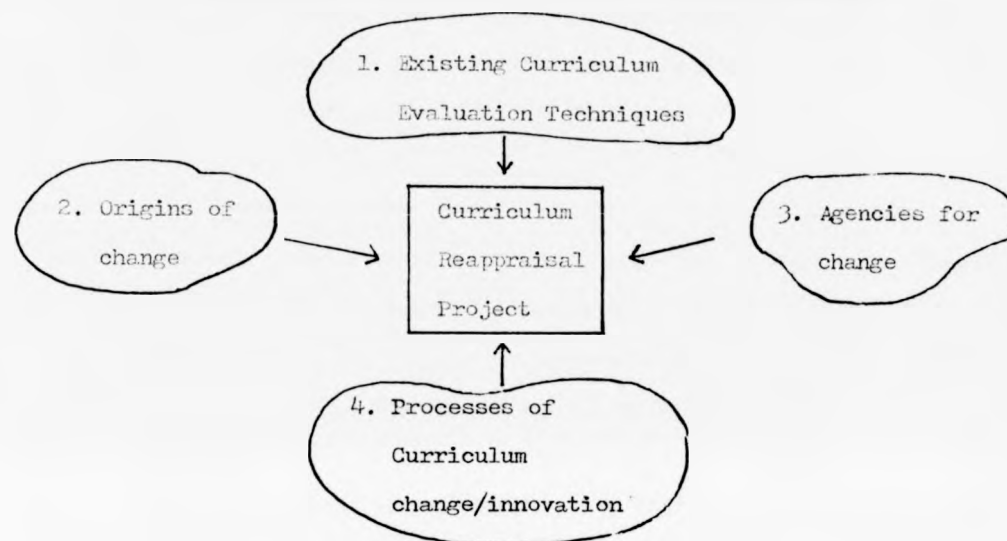 1. Existing Curriculum
Evaluation Techniques
2. Origins of
change
Curriculum
Reappraisal
Project
3. Agencies for
change
4. Processes of
Curriculum
change/innovation